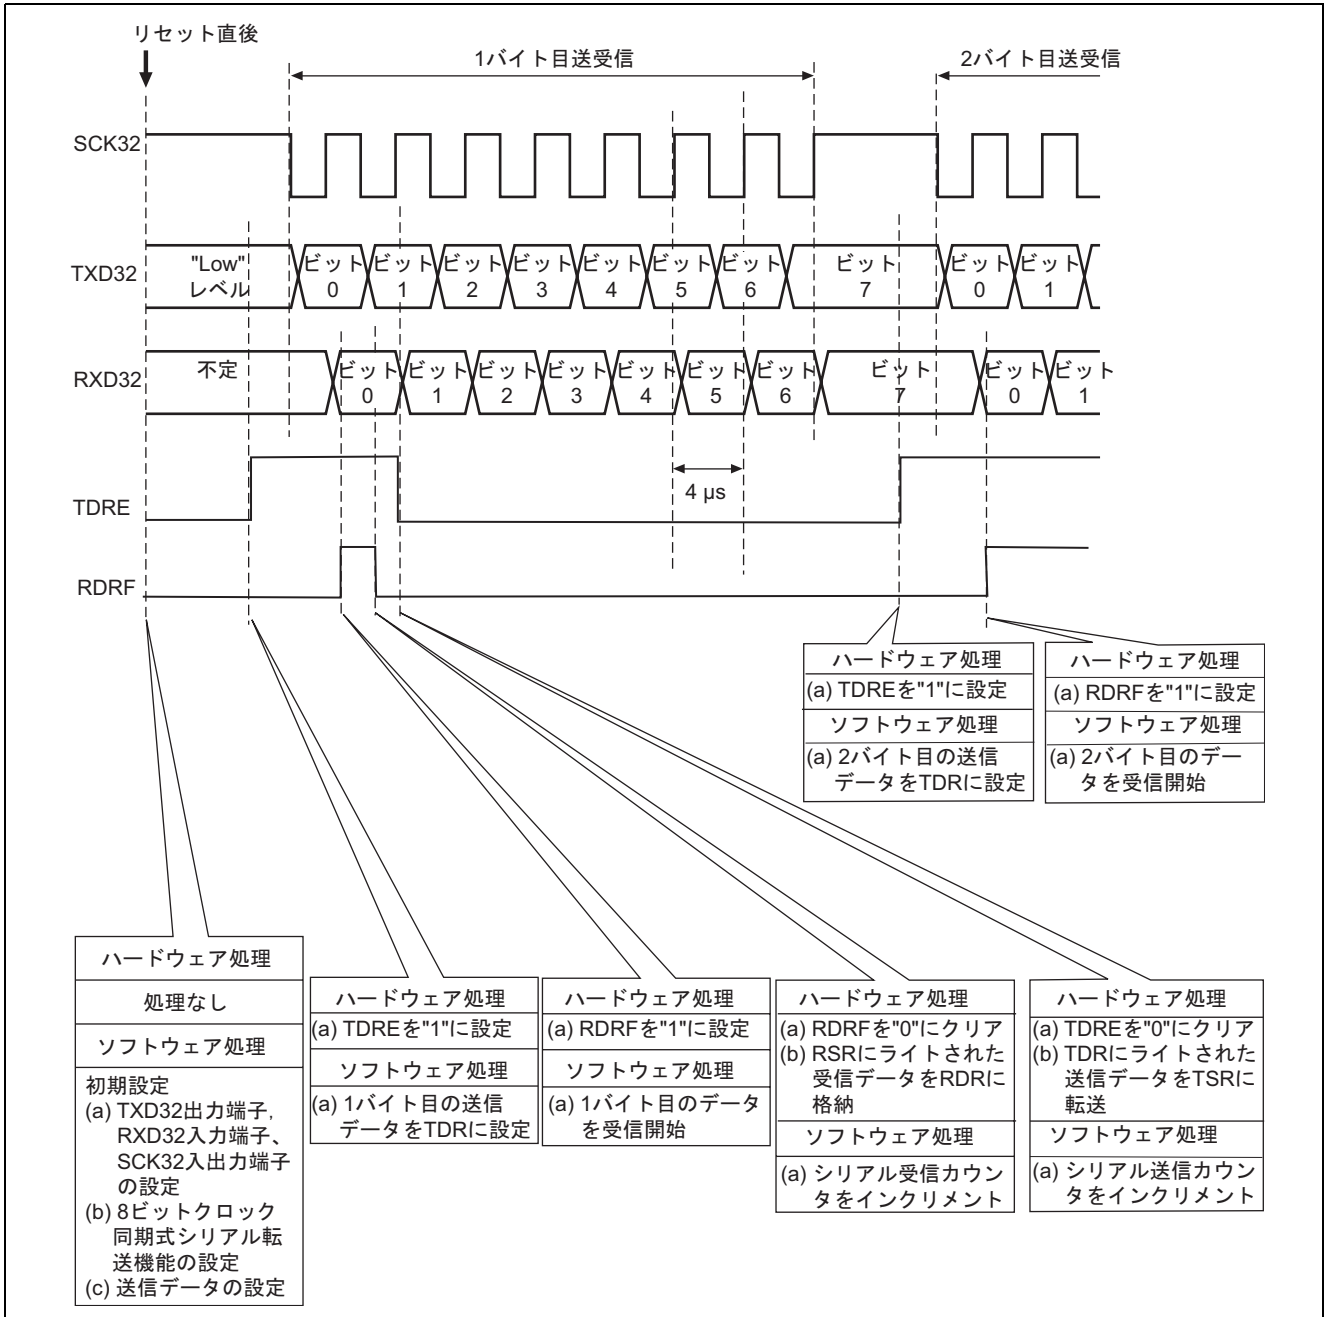 リセット直後
1バイト目送受信
2バイト目送受信
SCK32
TXD32
"Low"
レベル
ビット
0
ビット
1
ビット
2
ビット
3
ビット
4
ビット
5
ビット
6
ビット
7
ビット
0
ビット
1
RXD32
不定
ビット
0
ビット
1
ビット
2
ビット
3
ビット
4
ビット
5
ビット
6
ビット
7
ビット
0
ビット
1
4 μs
TDRE
RDRF
ハードウェア処理
(a) TDREを"1"に設定
ソフトウェア処理
(a) 2バイト目の送信
データをTDRに設定
ハードウェア処理
(a) RDRFを"1"に設定
ソフトウェア処理
(a) 2バイト目のデー
タを受信開始
ハードウェア処理
処理なし
ソフトウェア処理
初期設定
(a) TXD32出力端子,
RXD32入力端子、
SCK32入出力端子
の設定
(b) 8ビットクロック
同期式シリアル転
送機能の設定
(c) 送信データの設定
ハードウェア処理
(a) TDREを"1"に設定
ソフトウェア処理
(a) 1バイト目の送信
データをTDRに設定
ハードウェア処理
(a) RDRFを"1"に設定
ソフトウェア処理
(a) 1バイト目のデータ
を受信開始
ハードウェア処理
(a) RDRFを"0"にクリア
(b) RSRにライトされた
受信データをRDRに
格納
ソフトウェア処理
(a) シリアル受信カウン
タをインクリメント
ハードウェア処理
(a) TDREを"0"にクリア
(b) TDRにライトされた
送信データをTSRに
転送
ソフトウェア処理
(a) シリアル送信カウン
タをインクリメント